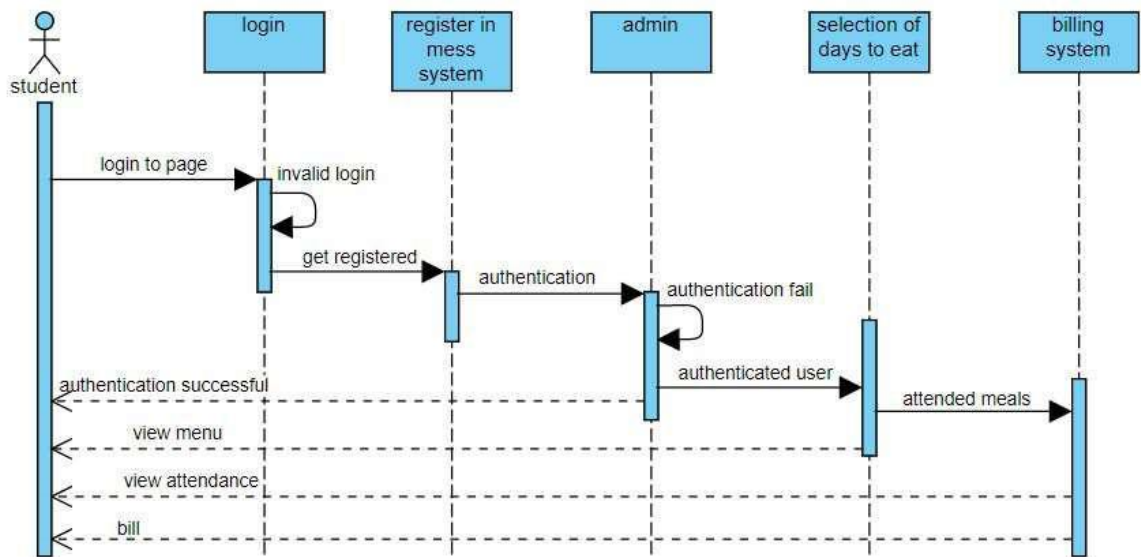 student
login
register in
mess
system
admin
selection of
days to eat
billing
system
login to page
invalid login
get registered
authentication
authentication fail
authenticated user
authentication successful
attended meals
view menu
view attendance
bill